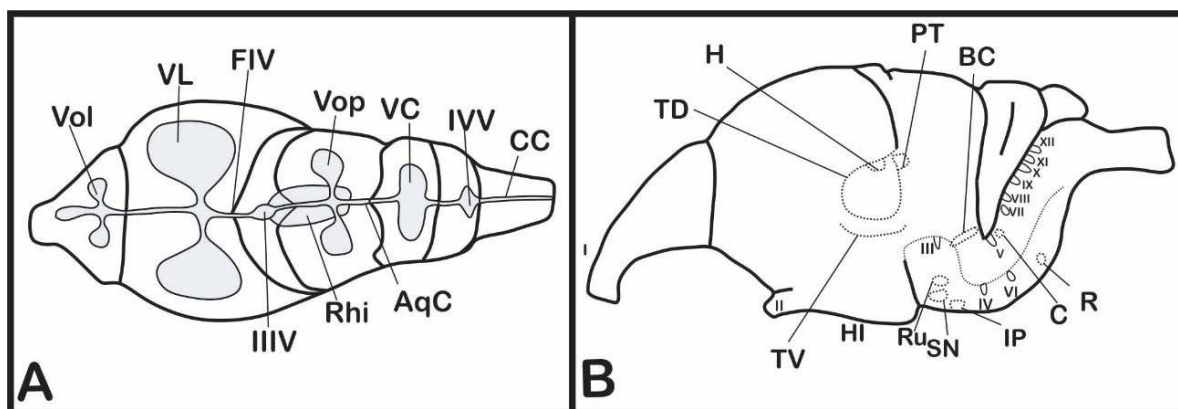 VL
FIV
Vol
Vop
VC
IVV
CC
Rhi
AqC
IIIV
A
PT
H
BC
TD
XII
XI
X
IX
VIII
VII
I
III
V
II
IV
VI
C
R
HI
Ru
SN
IP
TV
B